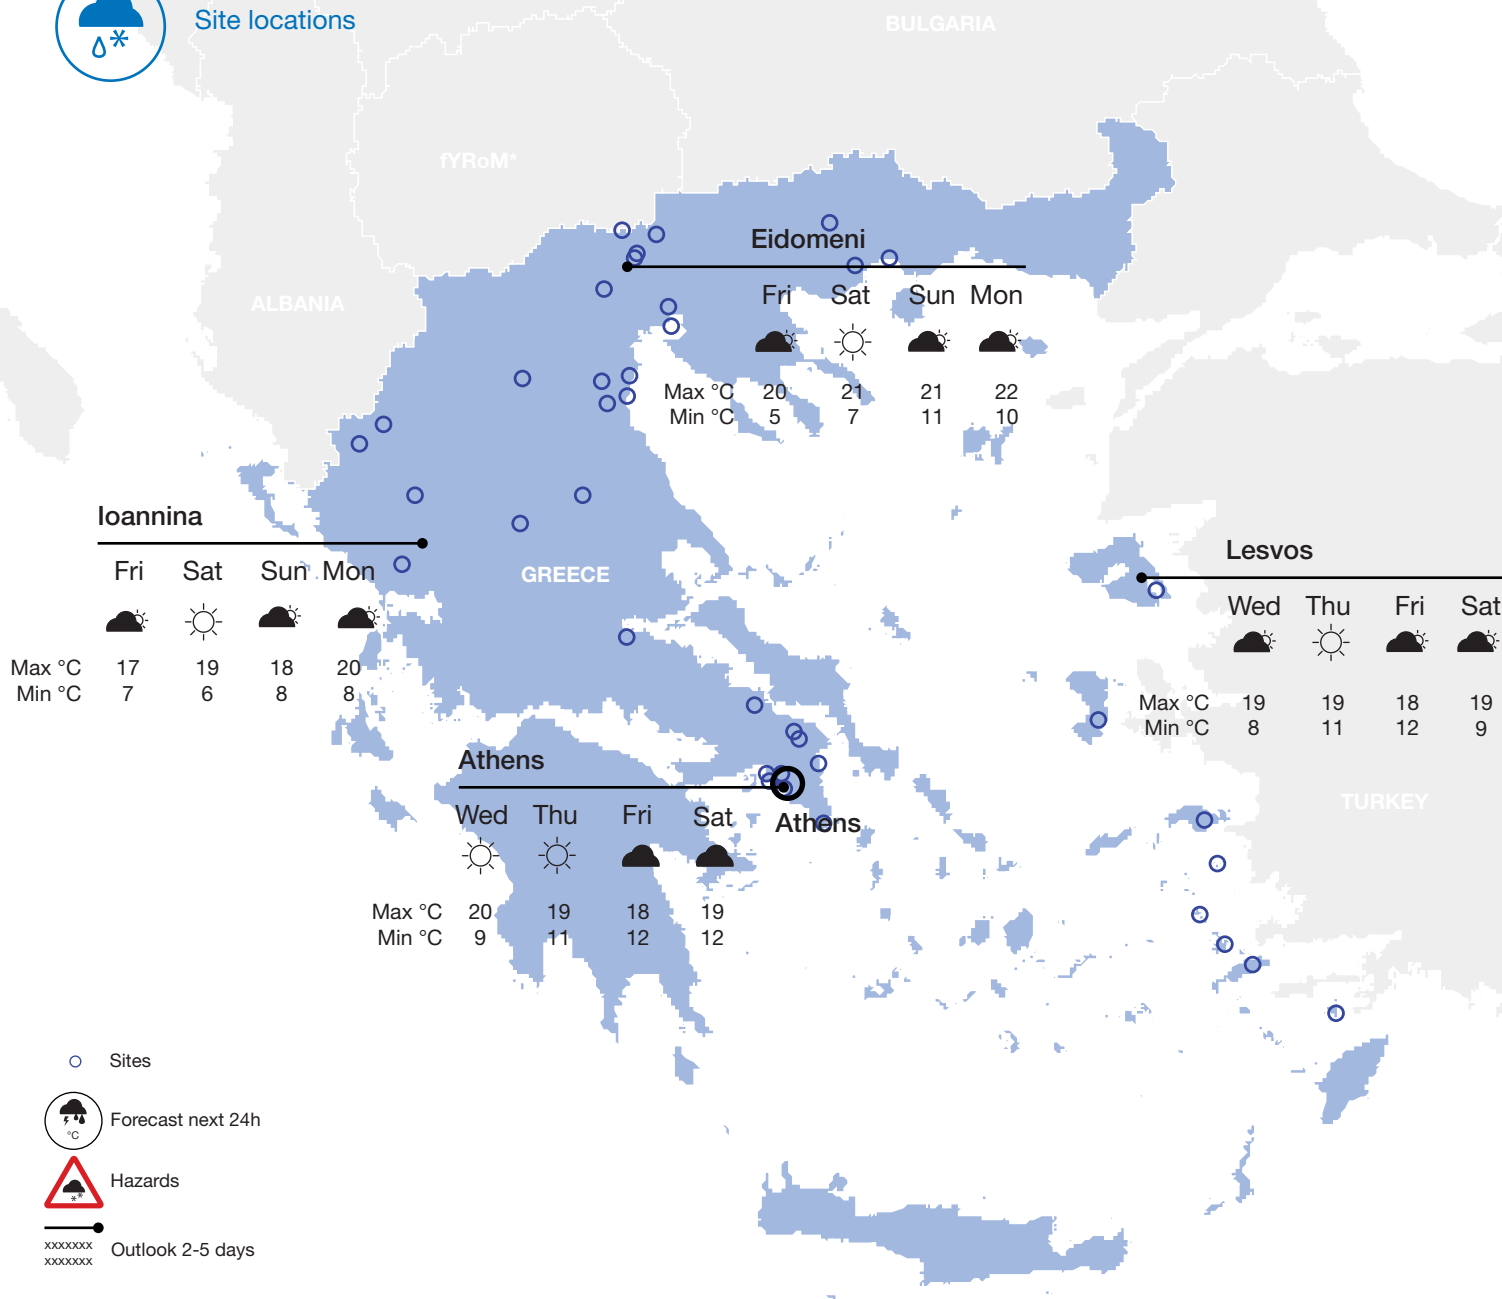 Site locations
BULGARIA
fYRoM*
ALBANIA
Eidomeni
Fri Sat Sun Mon
Max °C 20 21 21 22
Min °C 5 7 11 10
Ioannina
Fri Sat Sun Mon
Max °C 17 19 18 20
Min °C 7 6 8 8
GREECE
Lesvos
Wed Thu Fri Sat
Max °C 19 19 18 19
Min °C 8 11 12 9
TURKEY
Athens
Wed Thu Fri Sat
Max °C 20 19 18 19
Min °C 9 11 12 12
Athens
Sites
°C
Forecast next 24h
Hazards
xxxxxxx
xxxxxxx
Outlook 2-5 days